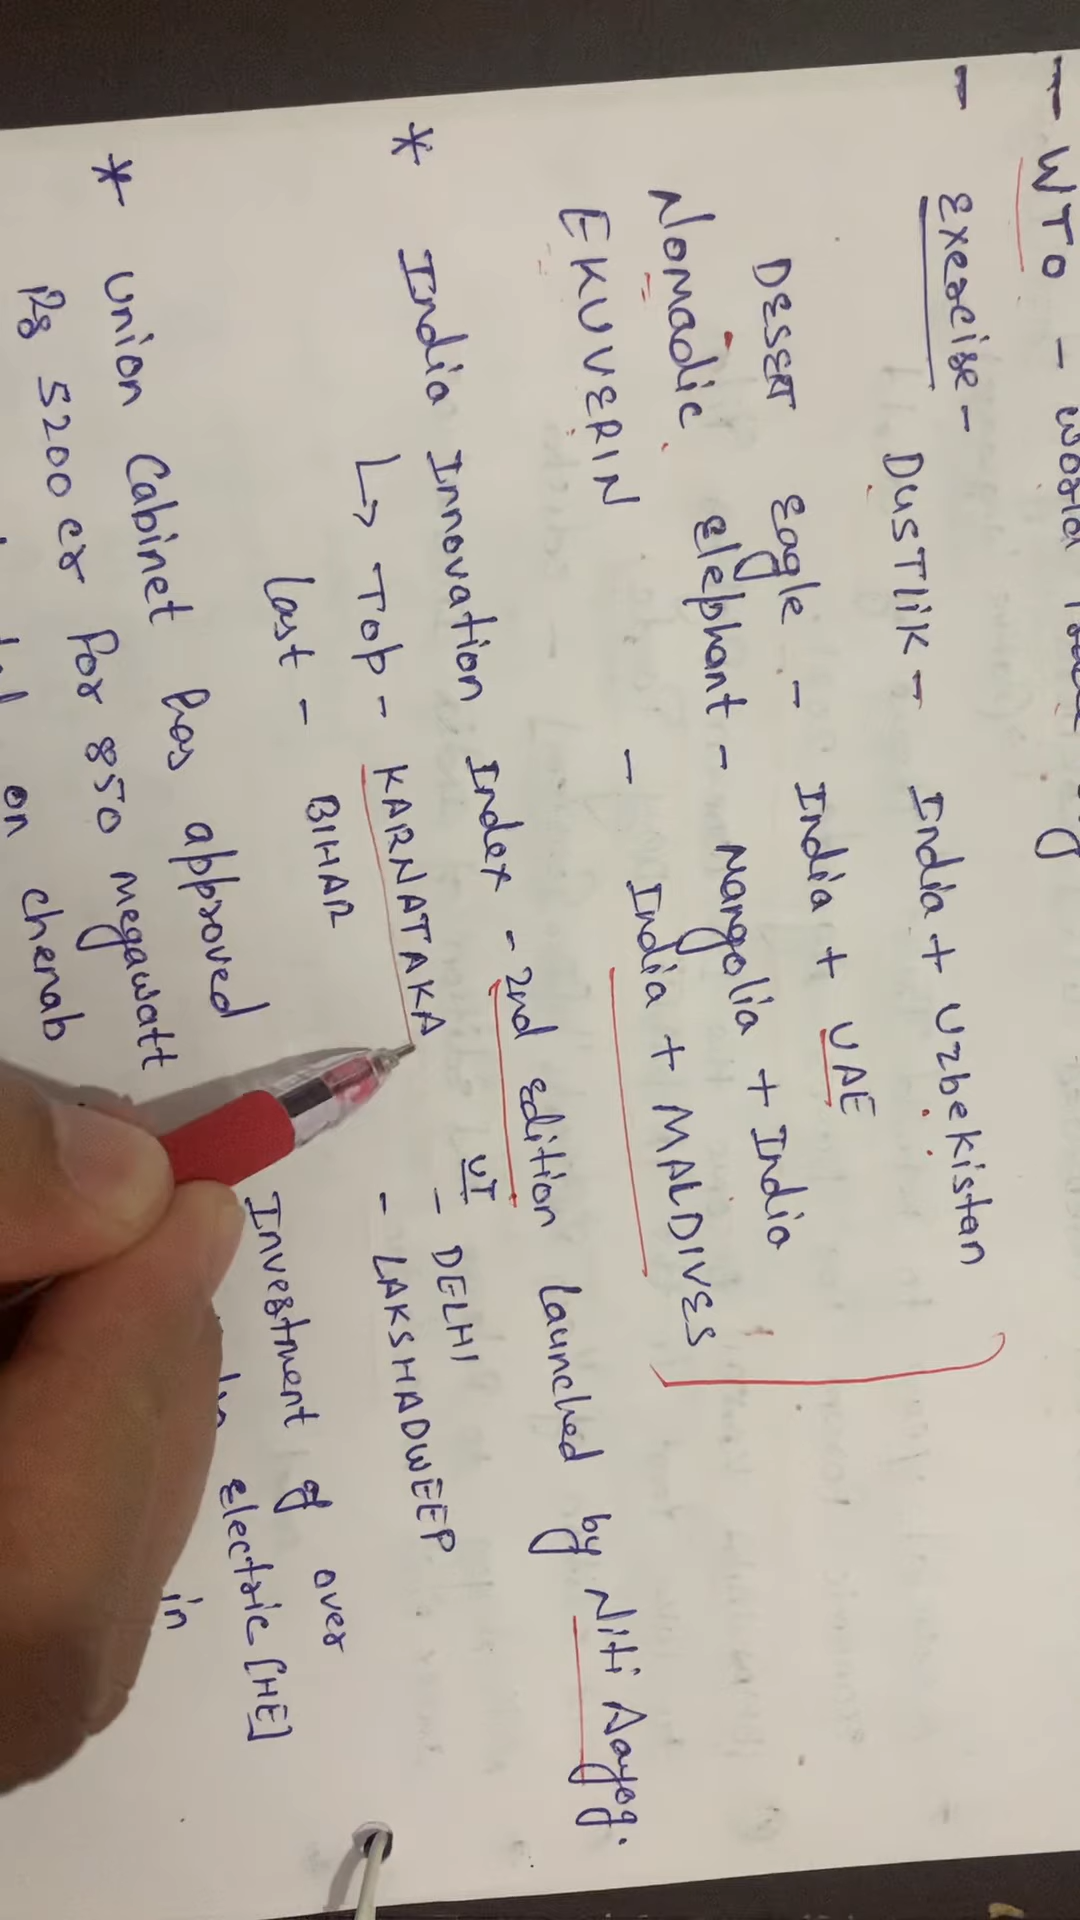 - WTO - World
- Exercise -
DUSTLIK - India + Uzbekistan
DESERT Eagle - India + UAE
Nomadic Elephant - Mangolia + India
EKUVERIN - India + MALDIVES
* India Innovation Index - 2nd Edition launched by Niti Aayog.
↳ Top - KARNATAKA
Last - BIHAR
UT
- DELHI
- LAKSHADWEEP
* Union Cabinet has approved Investment of over
Rs 5200 cr for 850 megawatt electric [HE]
on chenab in